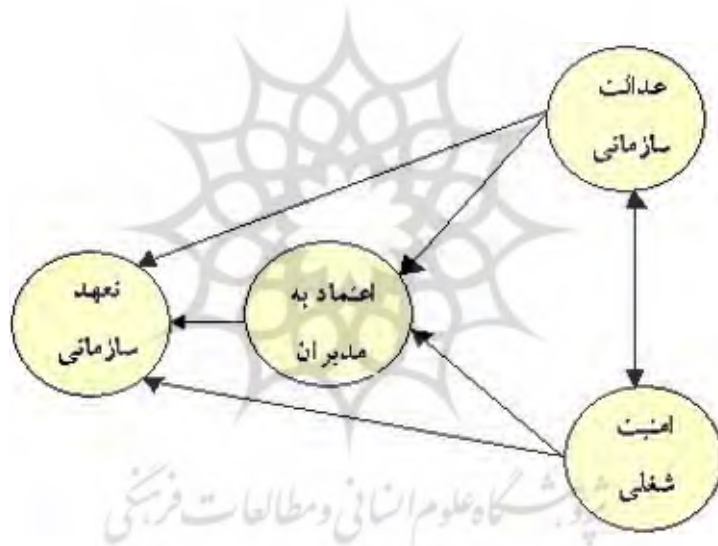 عدالت
سازمانی
اعتماد به
مدیران
تعهد
سازمانی
امنیت
شغلی
پژوهشگاه علوم انسانی و مطالعات فرهنگی